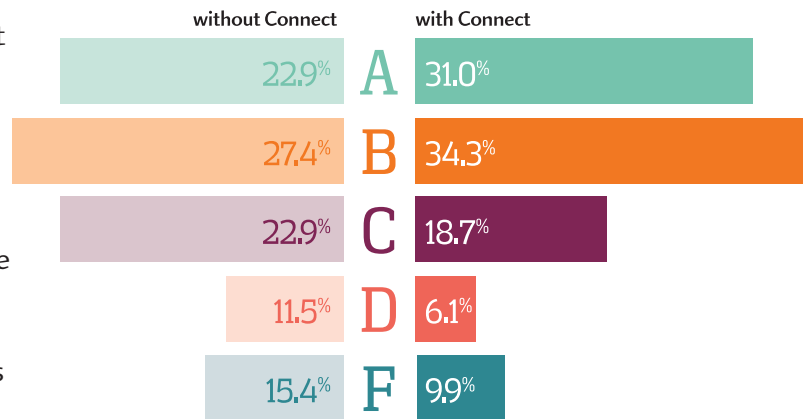 without Connect with Connect
t
22.9% A 31.0%
27.4% B 34.3%
22.9% C 18.7%
e
11.5% D 6.1%
s
15.4% F 9.9%